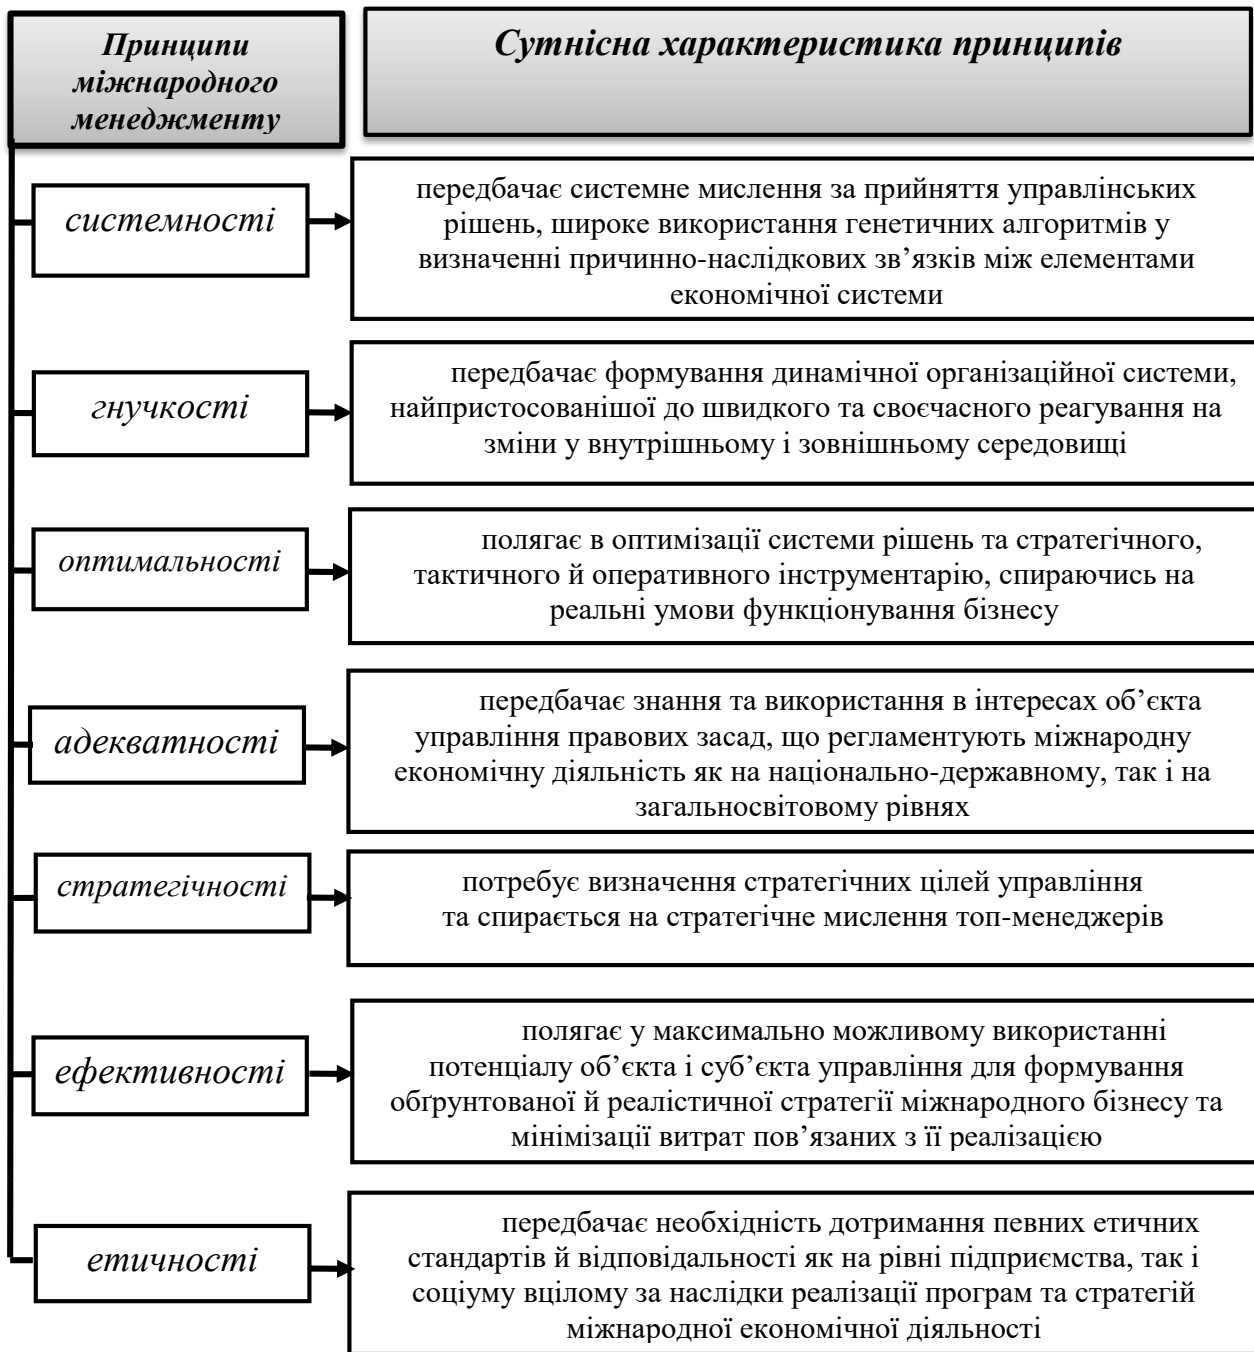 Принципи
міжнародного
менеджменту
Сутнісна характеристика принципів
системності
передбачає системне мислення за прийняття управлінських
рішень, широке використання генетичних алгоритмів у
визначенні причинно-наслідкових зв’язків між елементами
економічної системи
гнучкості
передбачає формування динамічної організаційної системи,
найпристосованішої до швидкого та своєчасного реагування на
зміни у внутрішньому і зовнішньому середовищі
оптимальності
полягає в оптимізації системи рішень та стратегічного,
тактичного й оперативного інструментарію, спираючись на
реальні умови функціонування бізнесу
адекватності
передбачає знання та використання в інтересах об’єкта
управління правових засад, що регламентують міжнародну
економічну діяльність як на національно-державному, так і на
загальносвітовому рівнях
стратегічності
потребує визначення стратегічних цілей управління
та спирається на стратегічне мислення топ-менеджерів
ефективності
полягає у максимально можливому використанні
потенціалу об’єкта і суб’єкта управління для формування
обґрунтованої й реалістичної стратегії міжнародного бізнесу та
мінімізації витрат пов’язаних з її реалізацією
етичності
передбачає необхідність дотримання певних етичних
стандартів й відповідальності як на рівні підприємства, так і
соціуму вцілому за наслідки реалізації програм та стратегій
міжнародної економічної діяльності